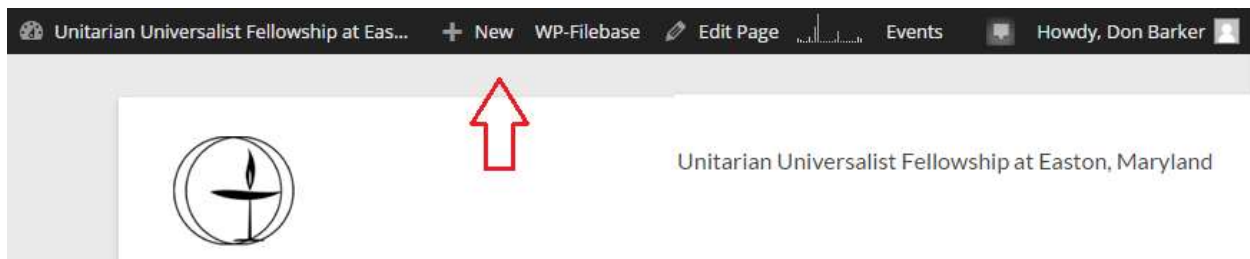 Unitarian Universalist Fellowship at Eas... New WP-Filebase Edit Page Events Howdy, Don Barker
Unitarian Universalist Fellowship at Easton, Maryland